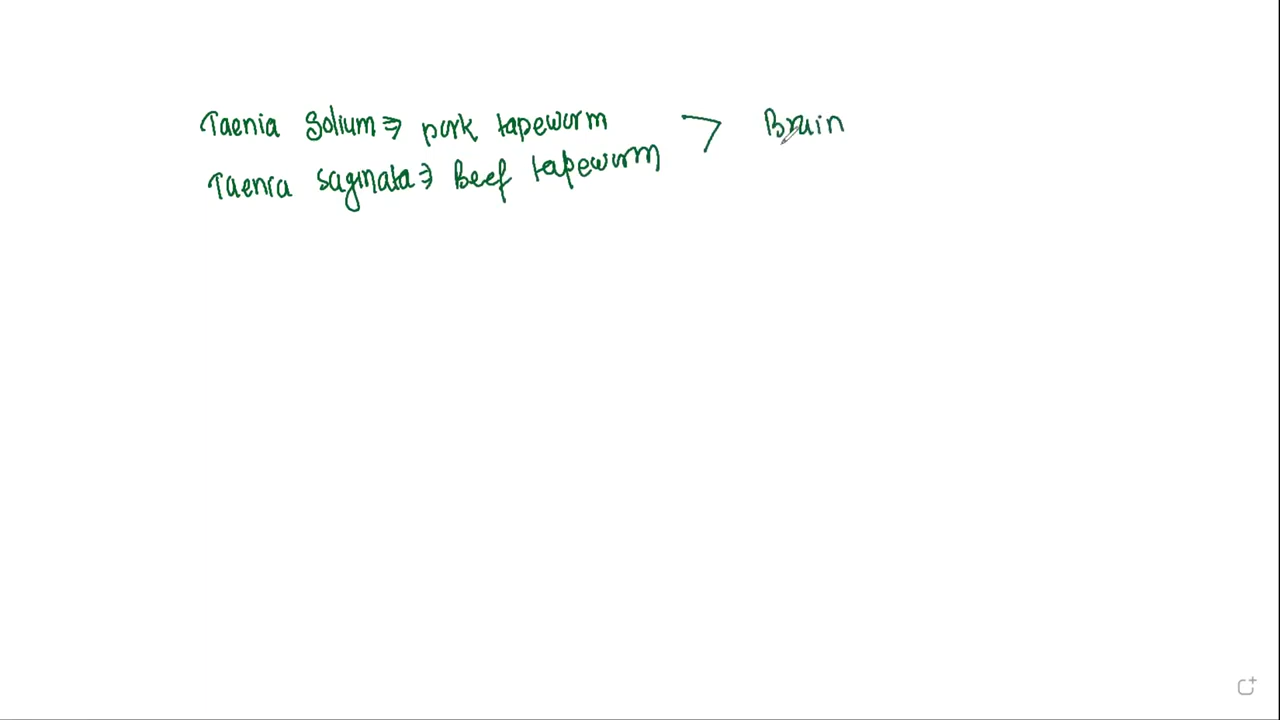 Taenia Solium ⇒ pork tapeworm > Brain
Taenia saginata ⇒ Beef tapeworm